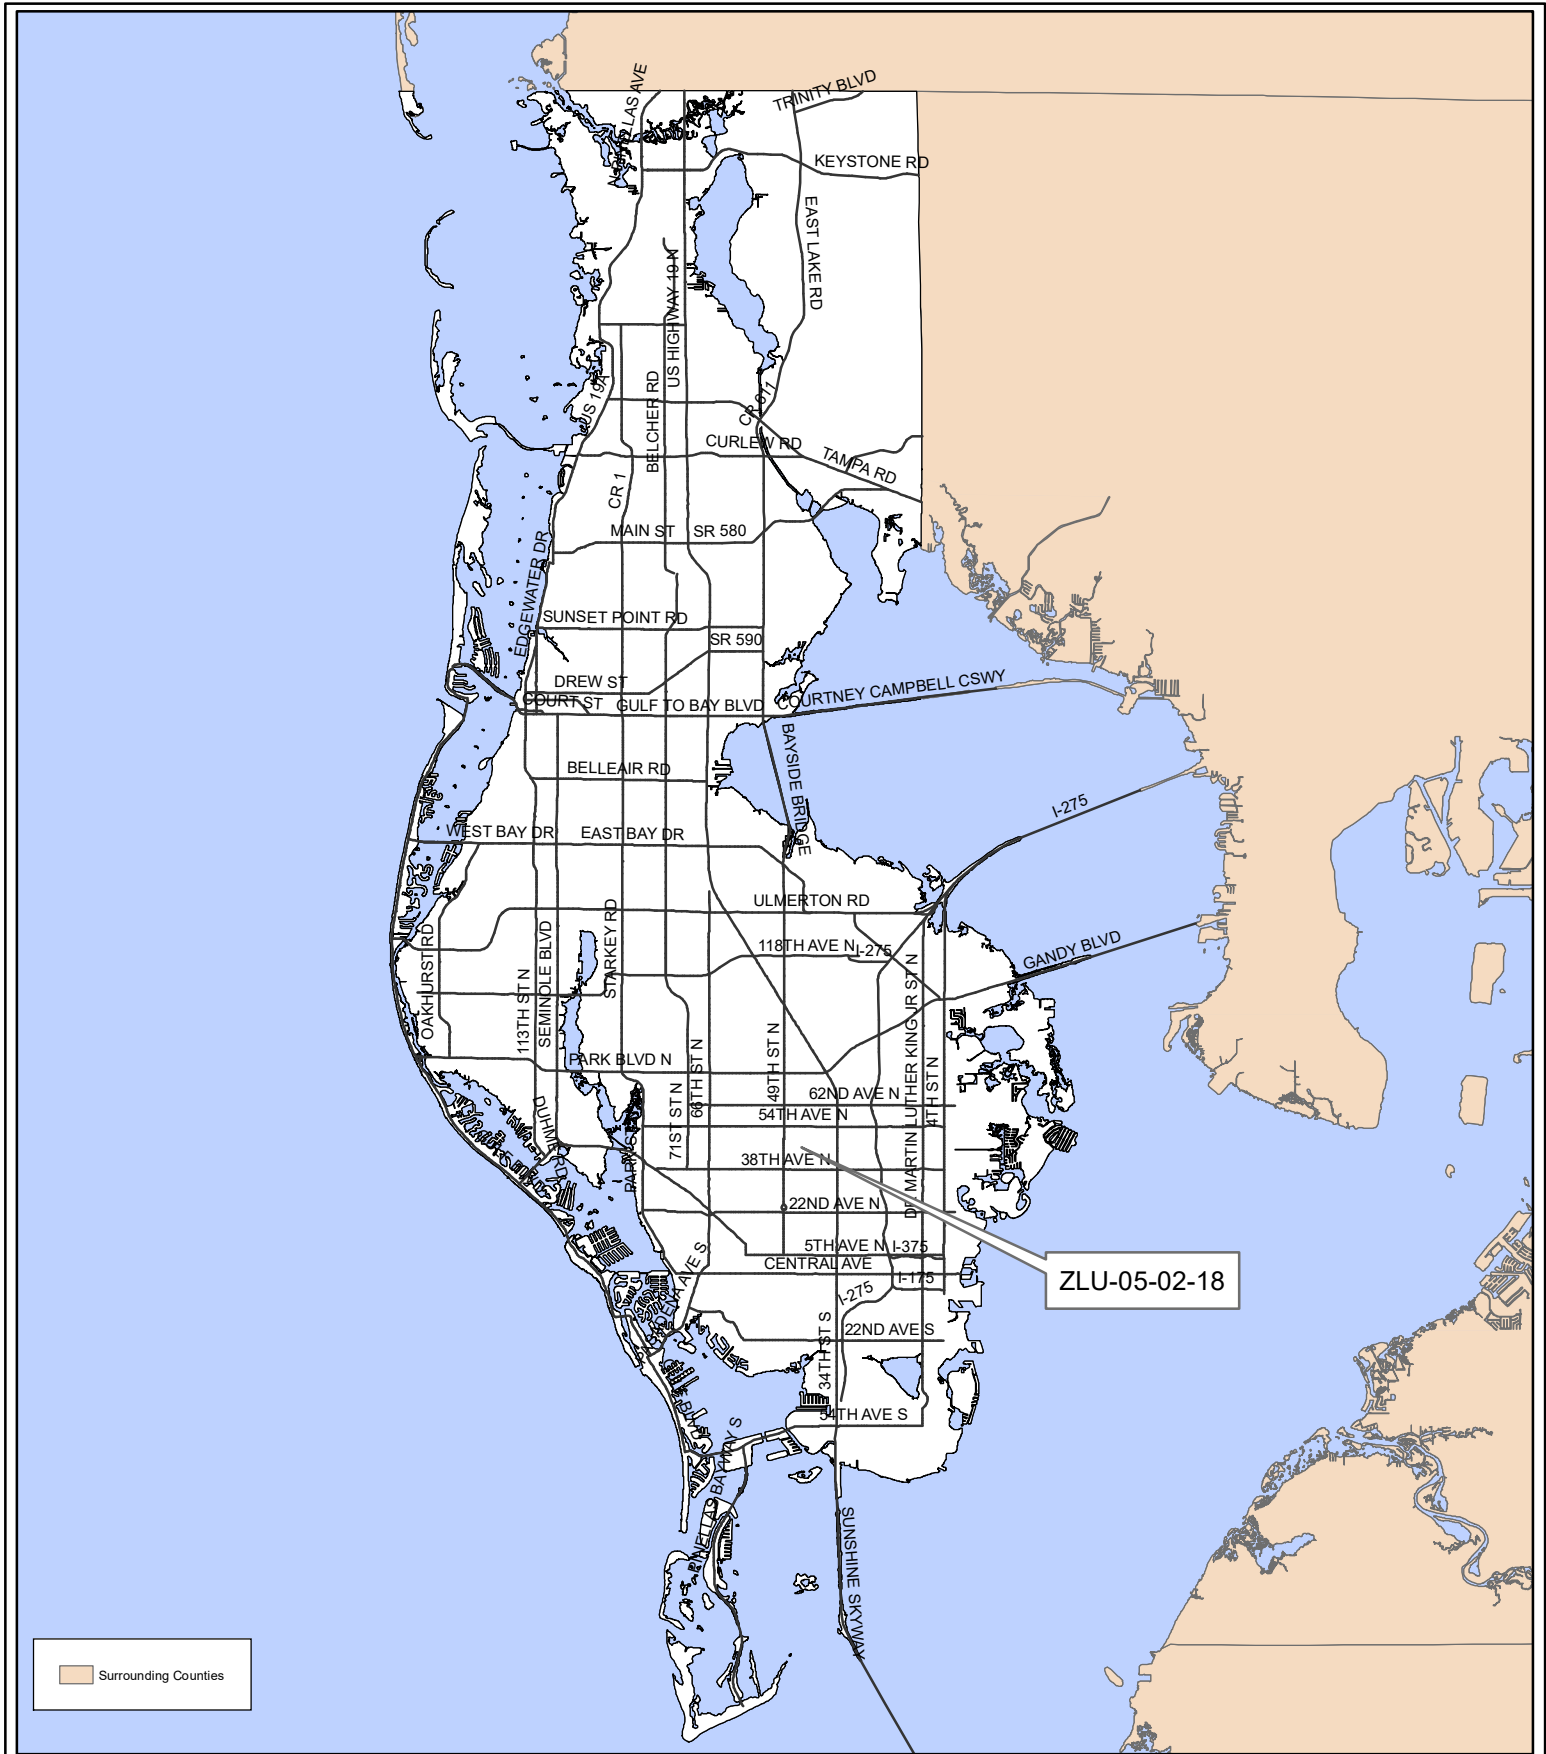 TRINITY BLVD
KEYSTONE RD
EAST LAKE RD
US HIGHWAY 19 N
US 19A
BELCHER RD
CR 611
CURLEW RD
TAMPA RD
CR 1
MAIN ST
SR 580
EDGEWATER DR
SUNSET POINT RD
SR 590
DREW ST
COURT ST
GULF TO BAY BLVD
COURTNEY CAMPBELL CSWY
BAYSIDE BRIDGE
BELLEAIR RD
I-275
WEST BAY DR
EAST BAY DR
ULMERTON RD
STARKEY RD
OAKHURST RD
113TH ST N
SEMINOLE BLVD
118TH AVE N
I-275
GANDY BLVD
DR MARTIN LUTHER KING JR ST N
4TH ST N
49TH ST N
66TH ST N
71ST ST N
PARK BLVD N
62ND AVE N
54TH AVE N
DUHME RD
38TH AVE N
22ND AVE N
5TH AVE N
I-375
CENTRAL AVE
I-175
ZLU-05-02-18
I-275
34TH ST S
22ND AVE S
54TH AVE S
PINELLAS BAYWAY S
SUNSHINE SKYWAY
Surrounding Counties